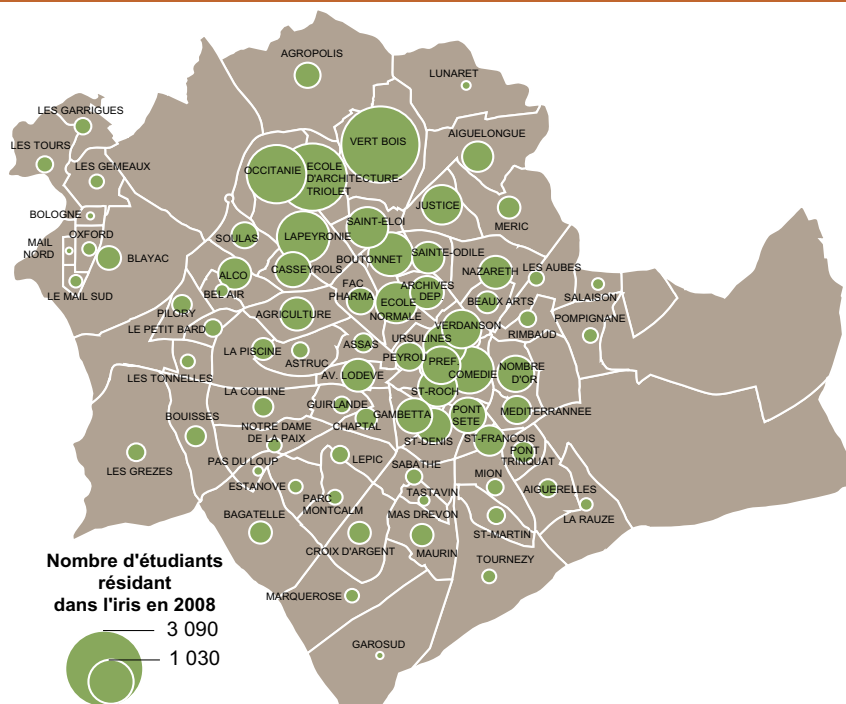 AGROPOLIS
LUNARET
LES GARRIGUES
AIGUELONGUE
VERT BOIS
LES TOURS
LES GEMEAUX
OCCITANIE
ECOLE
D'ARCHITECTURE-
TRIOLET
JUSTICE
BOLOGNE
SAINT-ELOI
MERIC
OXFORD
SOULAS
LAPEYRONIE
MAIL
NORD
BLAYAC
BOUTONNET
SAINTE-ODILE
ALCO
CASSEYROLS
NAZARETH
LES AUBES
LE MAIL SUD
BEL AIR
FAC
PHARMA
ARCHIVES
DEP.
SALAISON
PILORY
ECOLE
NORMALE
BEAUX ARTS
AGRICULTURE
POMPIGNANE
LE PETIT BARD
VERDANSON
RIMBAUD
URSULINES
ASSAS
LA PISCINE
ASTRUC
PEYROU
PREF.
COMEDIE
NOMBRE
D'OR
LES TONNELLES
AV. LODEVE
LA COLLINE
ST-ROCH
GUIRLANDE
BOUISSES
GAMBETTA
PONT
SETE
MEDITERRANNEE
CHAPTAL
NOTRE DAME
DE LA PAIX
ST-DENIS
ST-FRANCOIS
PONT
TRINQUAT
LES GREZES
PAS DU LOUP
LEPIC
SABATHE
MION
ESTANOVE
TASTAVIN
AIGUERELLES
PARC
MONTCALM
BAGATELLE
MAS DREVON
LA RAUZE
ST-MARTIN
CROIX D'ARGENT
MAURIN
TOURNEZY
MARQUEROSE
GAROSUD
Nombre d'étudiants
résidant
dans l'iris en 2008
3 090
1 030